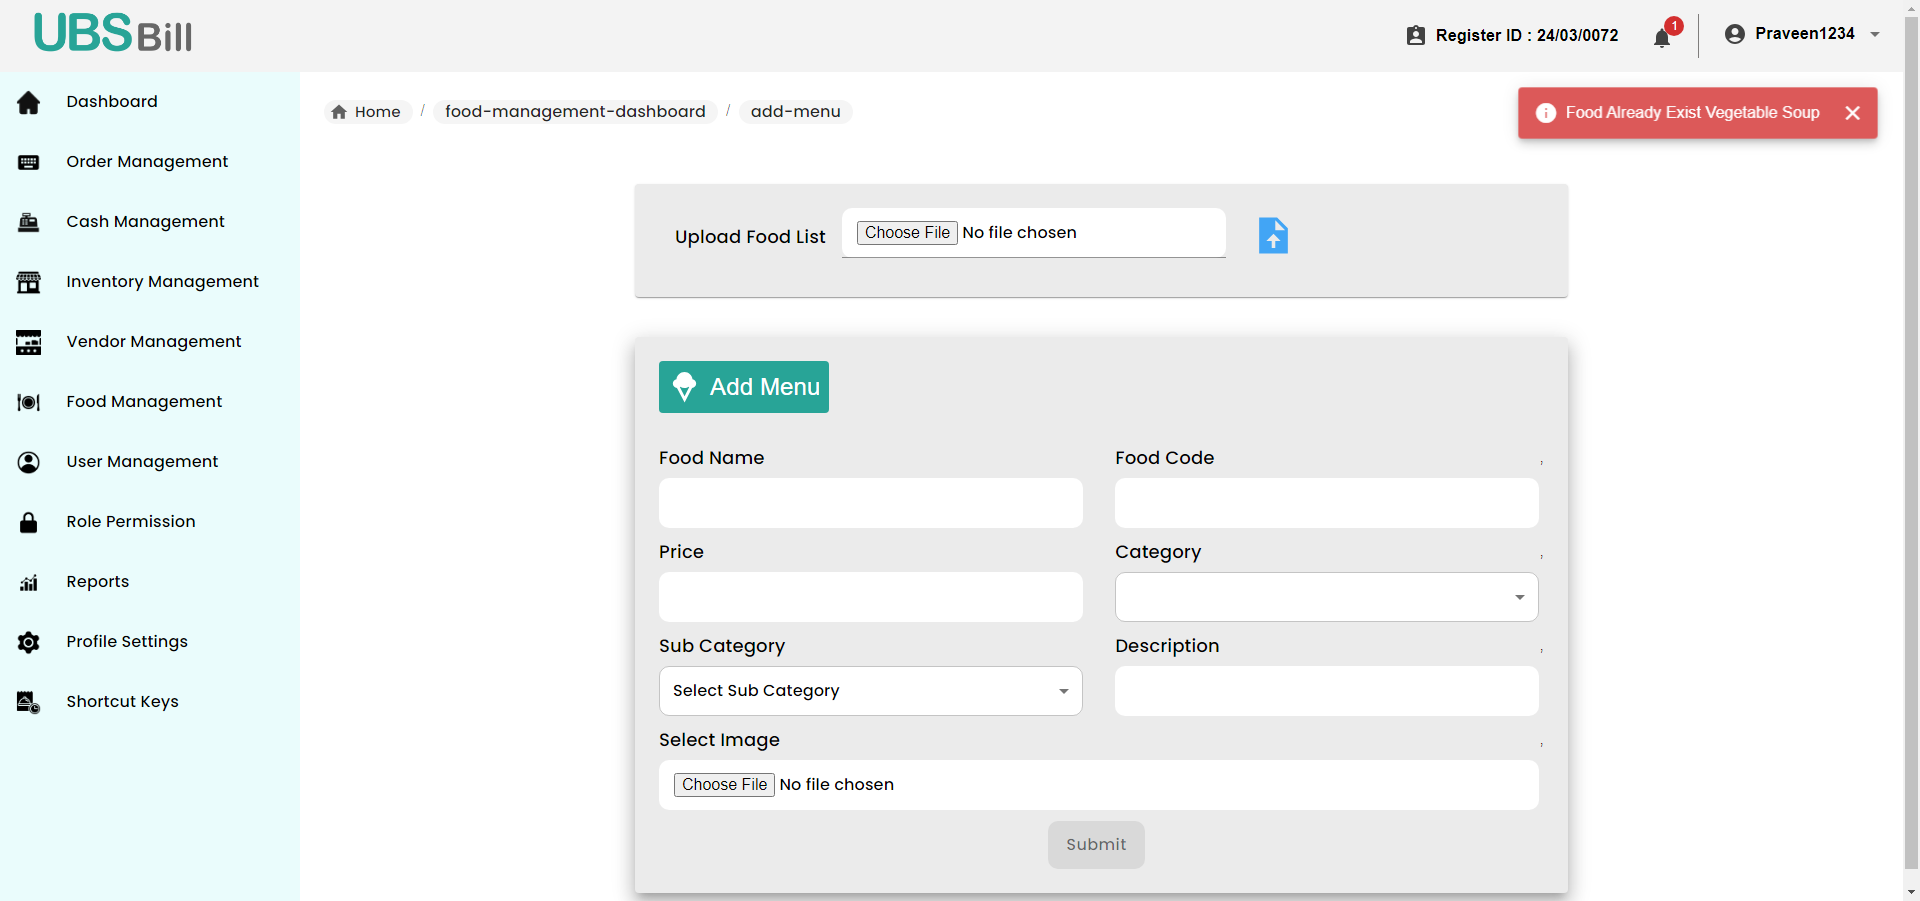 UBS Bill
Register ID : 24/03/0072
1
Praveen1234
Dashboard
Order Management
Cash Management
Inventory Management
Vendor Management
Food Management
User Management
Role Permission
Reports
Profile Settings
Shortcut Keys
Home / food-management-dashboard / add-menu
Food Already Exist Vegetable Soup
Upload Food List
Choose File No file chosen
Add Menu
Food Name
Food Code ,
Price
Category ,
Sub Category
Select Sub Category
Description ,
Select Image ,
Choose File No file chosen
Submit